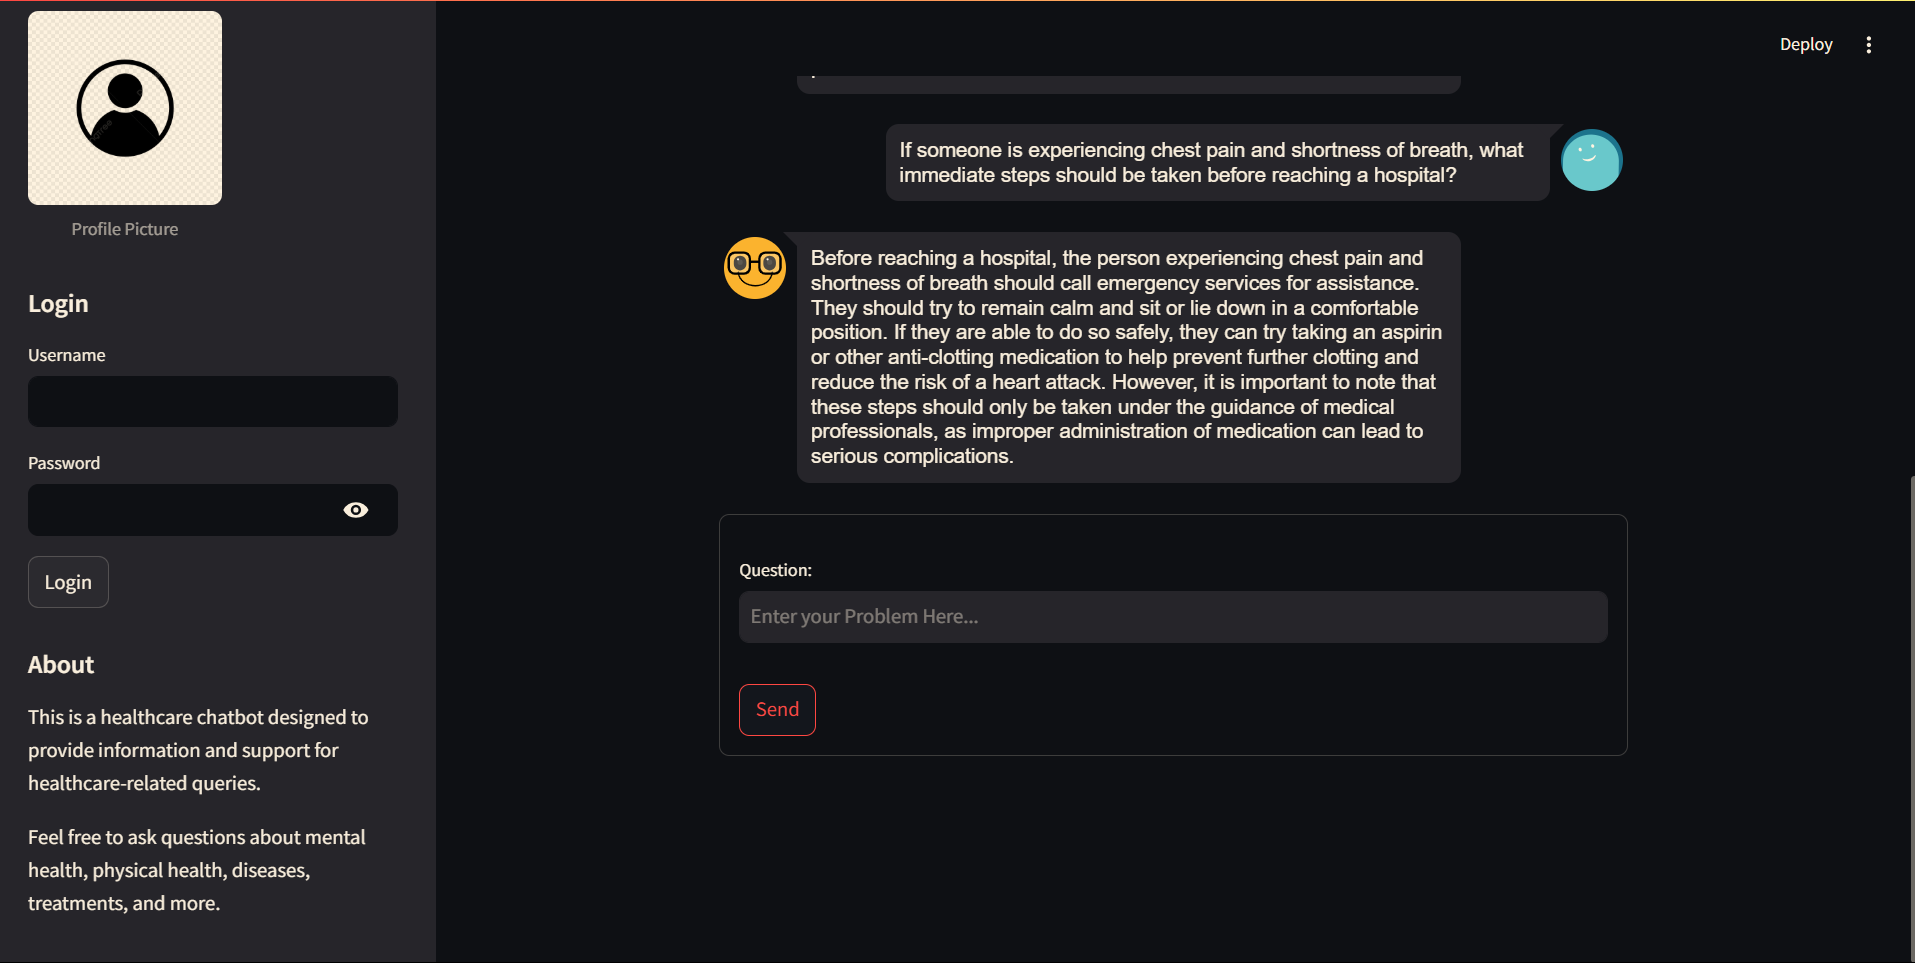 Profile Picture
Login
Username
Password
Login
About
This is a healthcare chatbot designed to
provide information and support for
healthcare-related queries.
Feel free to ask questions about mental
health, physical health, diseases,
treatments, and more.
Deploy
If someone is experiencing chest pain and shortness of breath, what
immediate steps should be taken before reaching a hospital?
Before reaching a hospital, the person experiencing chest pain and
shortness of breath should call emergency services for assistance.
They should try to remain calm and sit or lie down in a comfortable
position. If they are able to do so safely, they can try taking an aspirin
or other anti-clotting medication to help prevent further clotting and
reduce the risk of a heart attack. However, it is important to note that
these steps should only be taken under the guidance of medical
professionals, as improper administration of medication can lead to
serious complications.
Question:
Enter your Problem Here...
Send